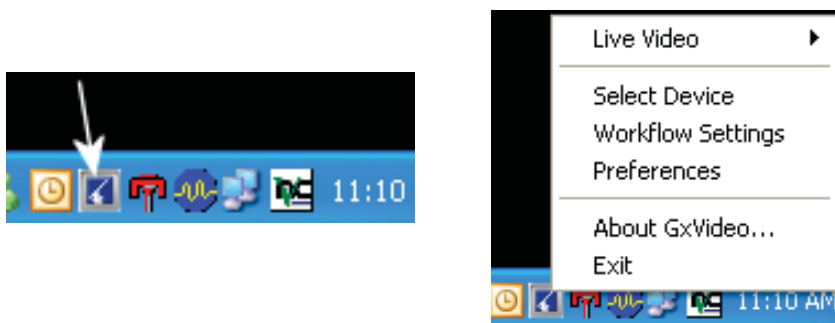 11:10
Live Video
Select Device
Workflow Settings
Preferences
About GxVideo...
Exit
11:10 AM